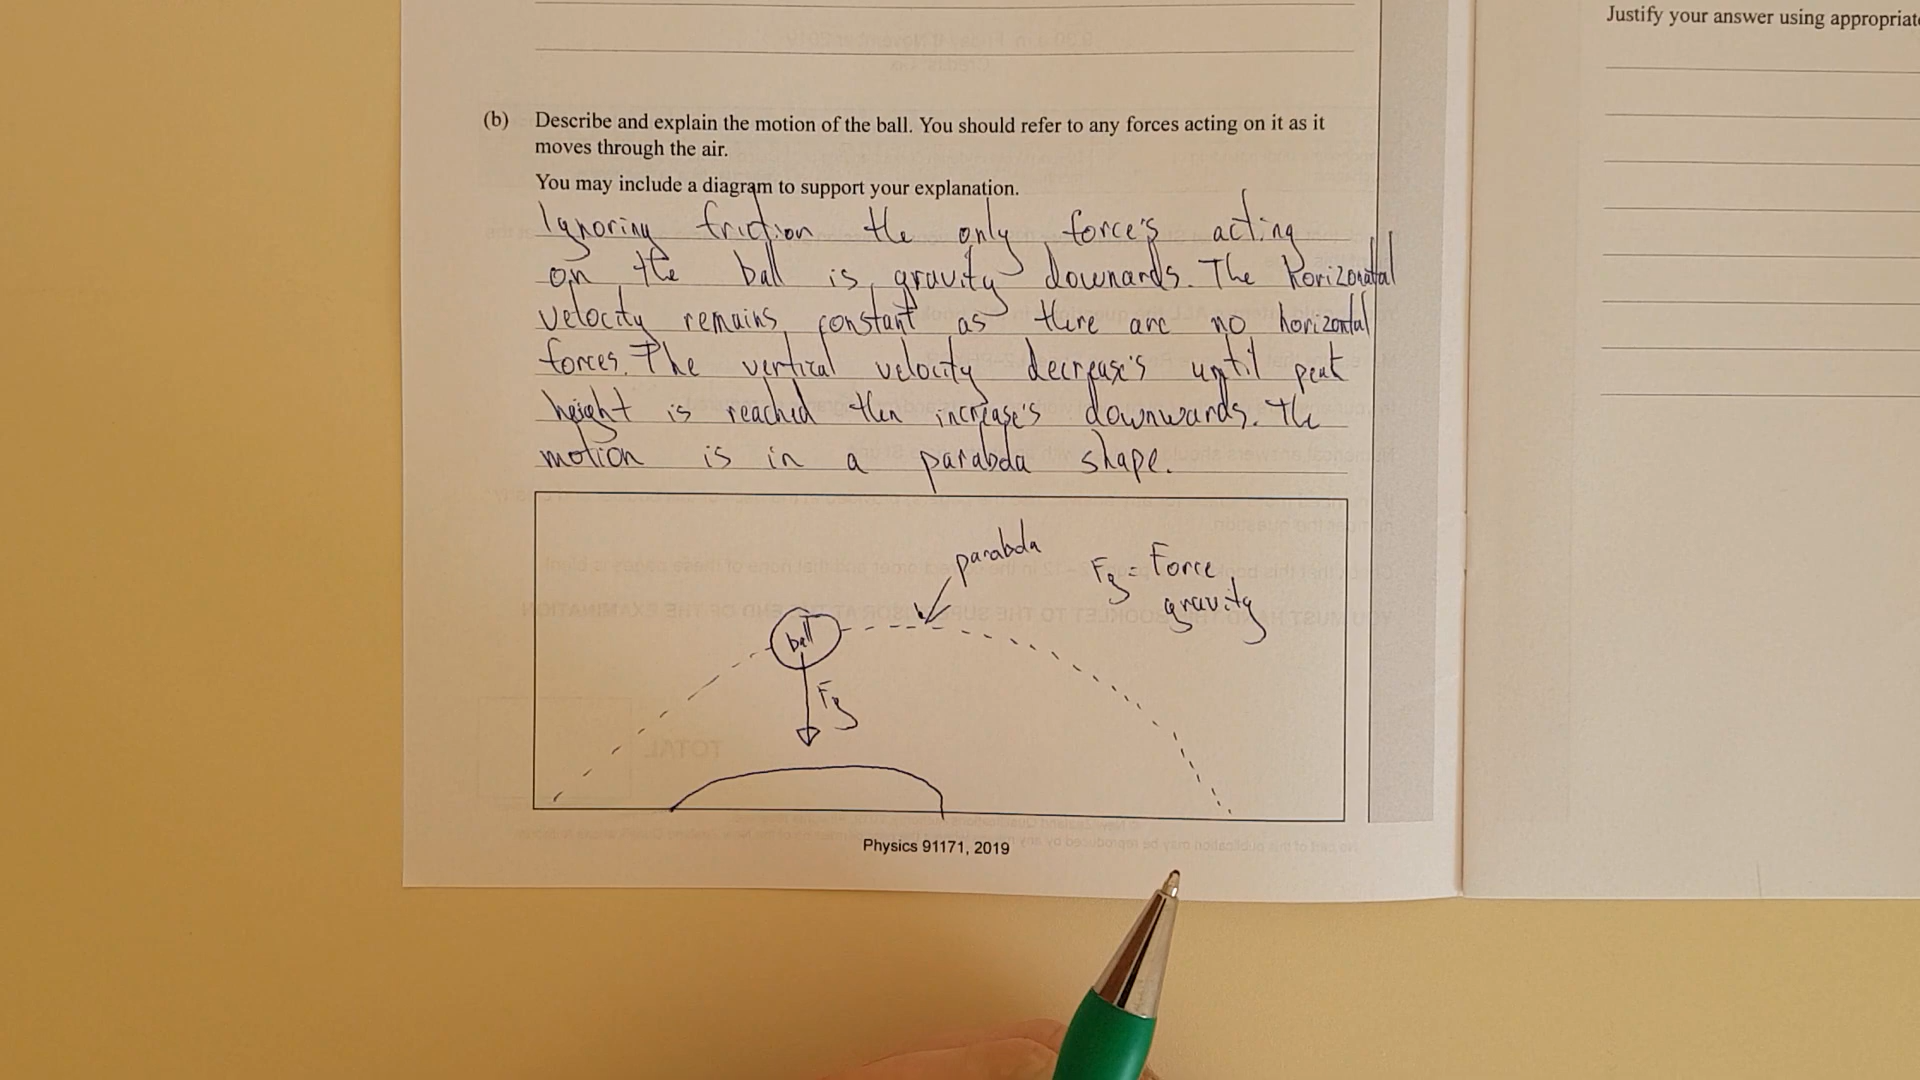 Justify your answer using appropriate
(b) Describe and explain the motion of the ball. You should refer to any forces acting on it as it
moves through the air.
You may include a diagram to support your explanation.
Ignoring friction the only force's acting
on the ball is gravity downards. The horizonatal
velocity remains constant as there are no horizontal
forces. The vertical velocity decrease's until peak
height is reached then increase's downwards. The
motion is in a parabola shape.
parabola
Fg = Force
gravity
ball
Fg
TOTAL
Physics 91171, 2019